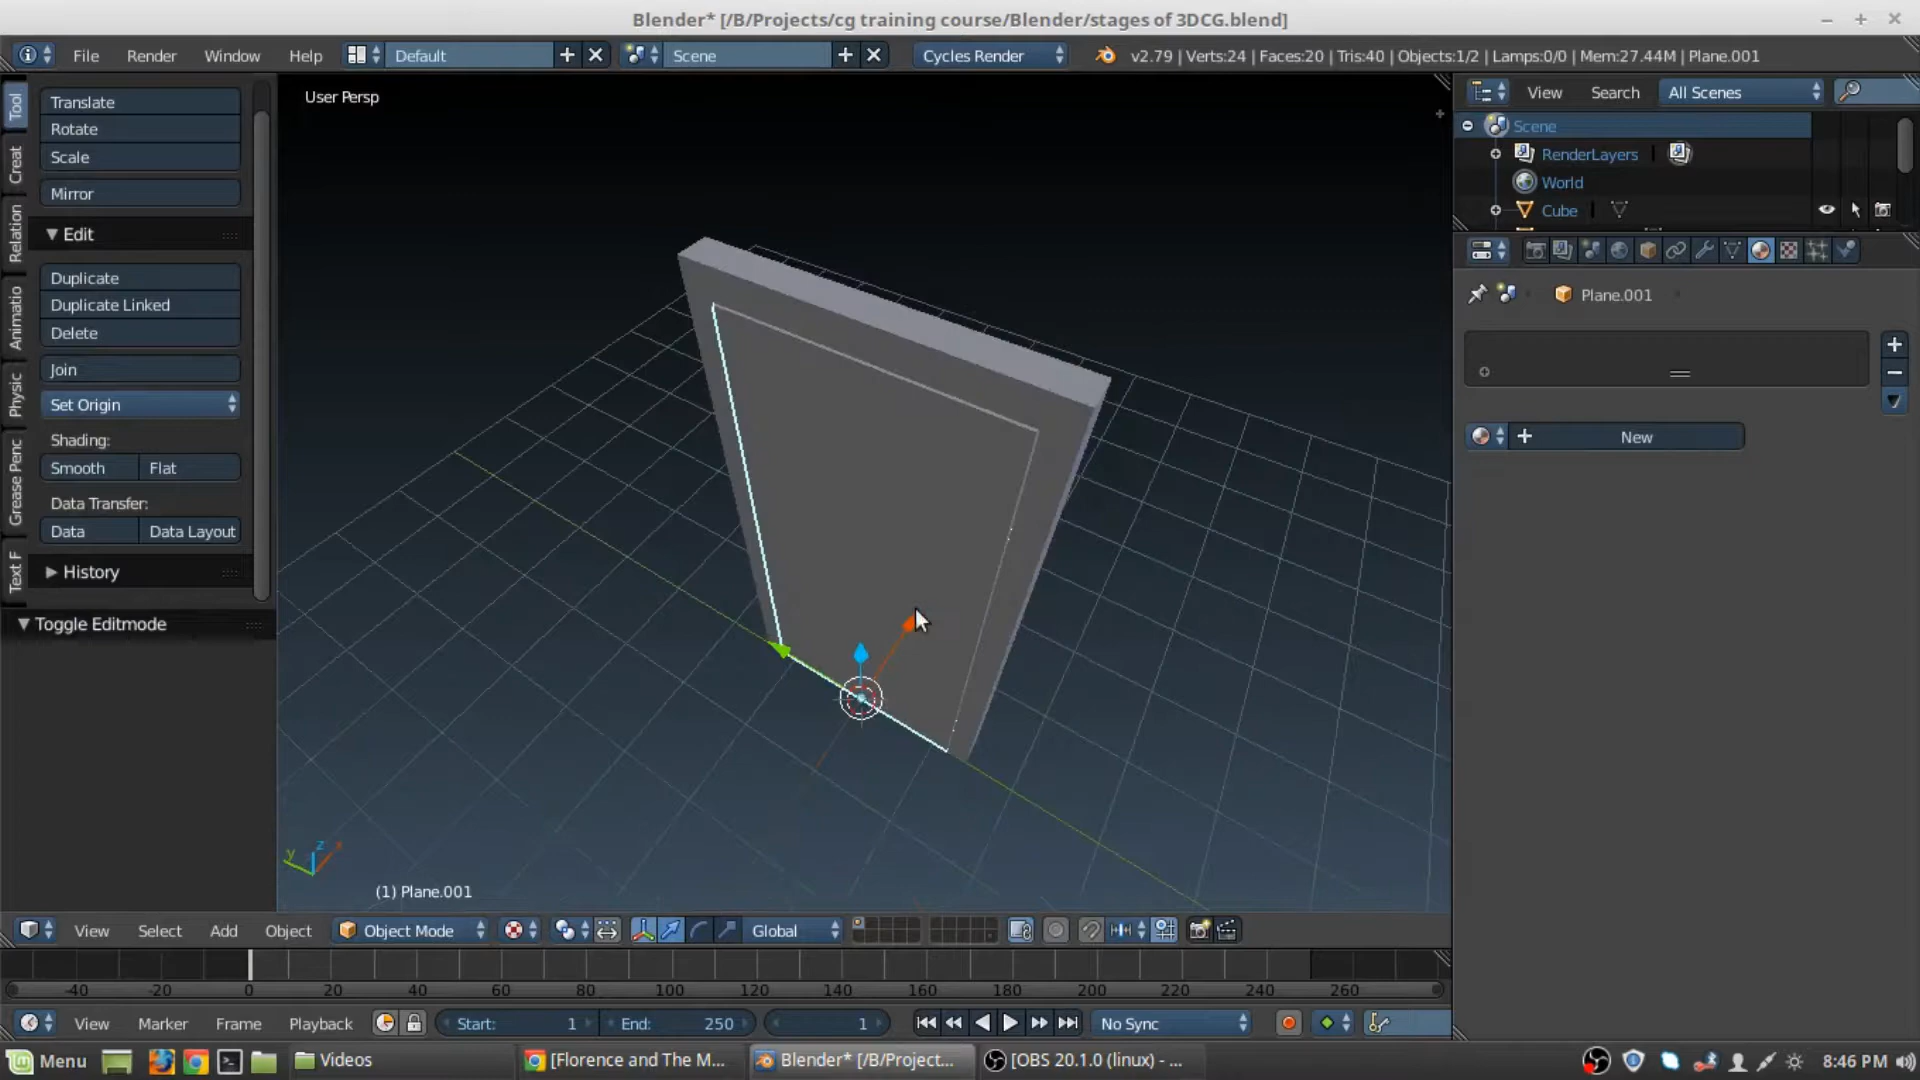 Blender* [/B/Projects/cg training course/Blender/stages of 3DCG.blend]
File Render Window Help Default Scene Cycles Render v2.79 | Verts:24 | Faces:20 | Tris:40 | Objects:1/2 | Lamps:0/0 | Mem:27.44M | Plane.001
Tool
Creat
Relation
Animatio
Physic
Grease Penc
Text F
Translate
Rotate
Scale
Mirror
Edit
Duplicate
Duplicate Linked
Delete
Join
Set Origin
Shading:
Smooth Flat
Data Transfer:
Data Data Layout
History
Toggle Editmode
User Persp
z
y
x
(1) Plane.001
View Search All Scenes
Scene
RenderLayers
World
Cube
Plane.001
New
View Select Add Object Object Mode Global
-40 -20 0 20 40 60 80 100 120 140 160 180 200 220 240 260
View Marker Frame Playback Start: 1 End: 250 1 No Sync
Menu Videos [Florence and The M... Blender* [/B/Project... [OBS 20.1.0 (linux) - ... 8:46 PM